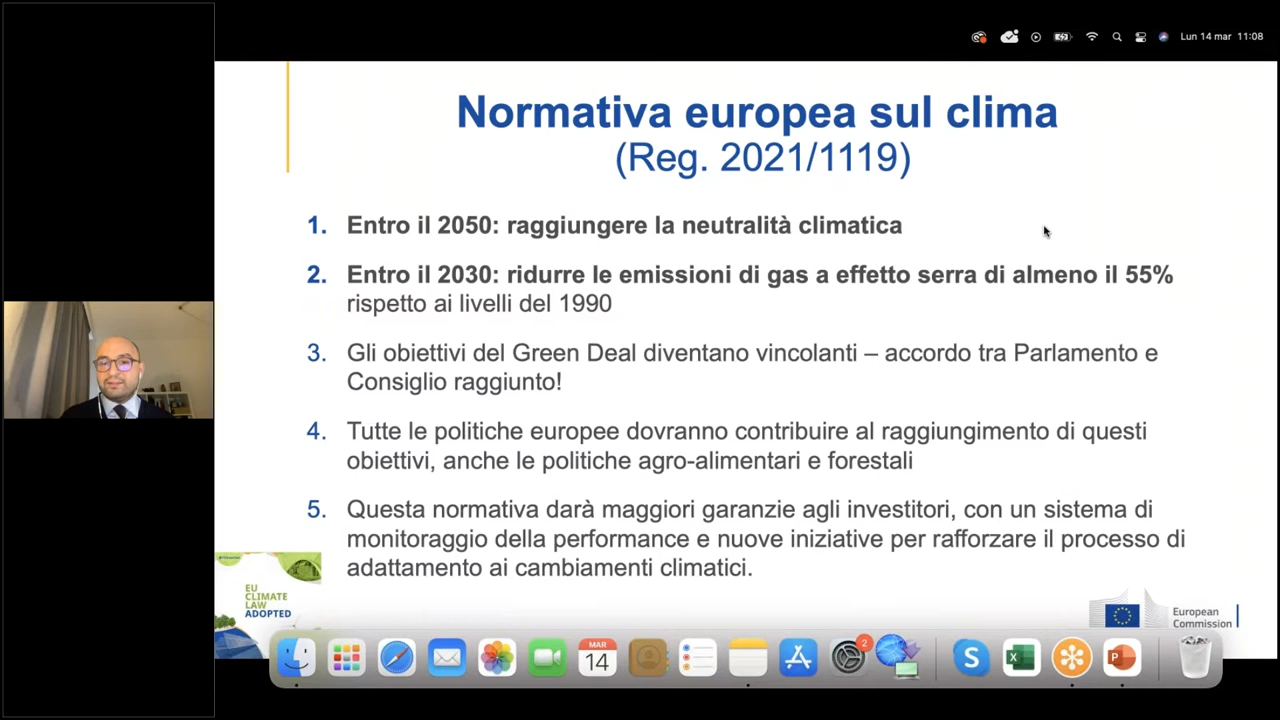 Lun 14 mar 11:08
Normativa europea sul clima
(Reg. 2021/1119)
1. Entro il 2050: raggiungere la neutralità climatica
2. Entro il 2030: ridurre le emissioni di gas a effetto serra di almeno il 55%
rispetto ai livelli del 1990
3. Gli obiettivi del Green Deal diventano vincolanti – accordo tra Parlamento e
Consiglio raggiunto!
4. Tutte le politiche europee dovranno contribuire al raggiungimento di questi
obiettivi, anche le politiche agro-alimentari e forestali
5. Questa normativa darà maggiori garanzie agli investitori, con un sistema di
monitoraggio della performance e nuove iniziative per rafforzare il processo di
adattamento ai cambiamenti climatici.
EU
CLIMATE
LAW
ADOPTED
European
Commission
MAR
14
2
S
X
P